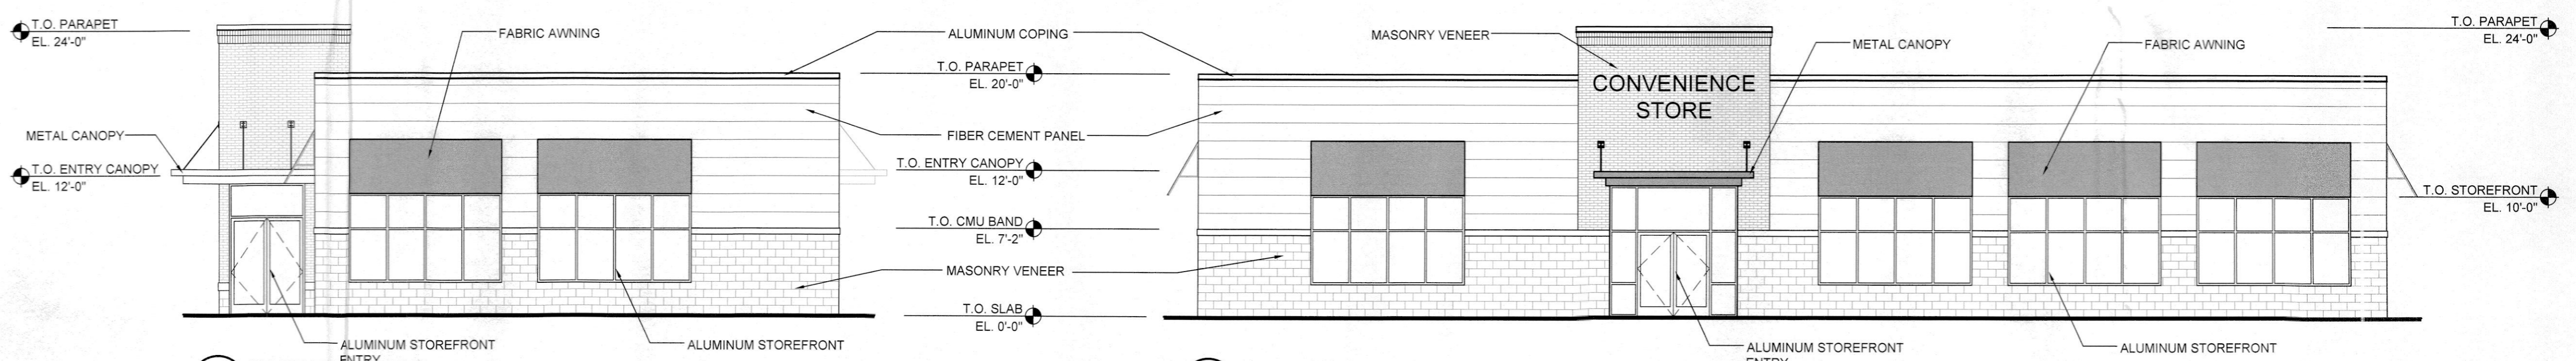 T.O. PARAPET
EL. 24'-0"
METAL CANOPY
T.O. ENTRY CANOPY
EL. 12'-0"
FABRIC AWNING
ALUMINUM STOREFRONT
ENTRY
ALUMINUM STOREFRONT
ALUMINUM COPING
T.O. PARAPET
EL. 20'-0"
FIBER CEMENT PANEL
T.O. ENTRY CANOPY
EL. 12'-0"
T.O. CMU BAND
EL. 7'-2"
MASONRY VENEER
T.O. SLAB
EL. 0'-0"
MASONRY VENEER
CONVENIENCE
STORE
METAL CANOPY
FABRIC AWNING
ALUMINUM STOREFRONT
ENTRY
ALUMINUM STOREFRONT
T.O. PARAPET
EL. 24'-0"
T.O. STOREFRONT
EL. 10'-0"